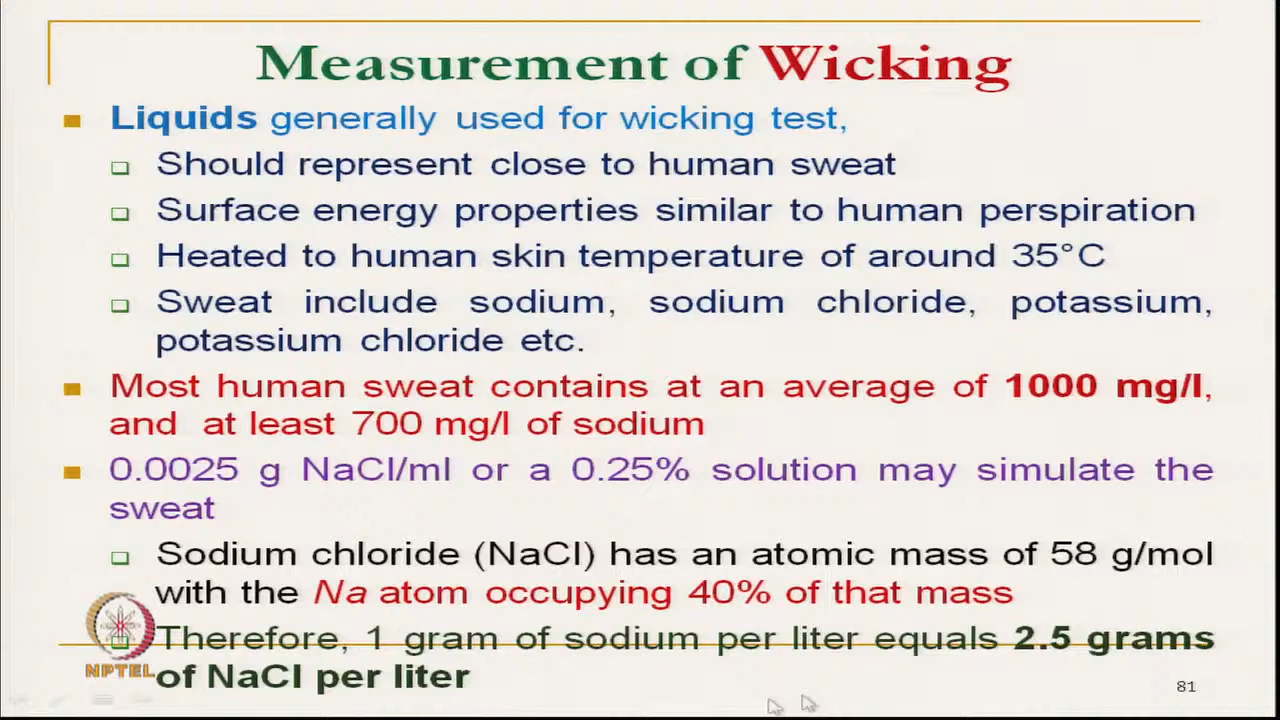 Measurement of Wicking
Liquids generally used for wicking test,
Should represent close to human sweat
Surface energy properties similar to human perspiration
Heated to human skin temperature of around 35°C
Sweat include sodium, sodium chloride, potassium,
potassium chloride etc.
Most human sweat contains at an average of 1000 mg/l,
and at least 700 mg/l of sodium
0.0025 g NaCl/ml or a 0.25% solution may simulate the
sweat
Sodium chloride (NaCl) has an atomic mass of 58 g/mol
with the Na atom occupying 40% of that mass
Therefore, 1 gram of sodium per liter equals 2.5 grams
of NaCl per liter
NPTEL
81